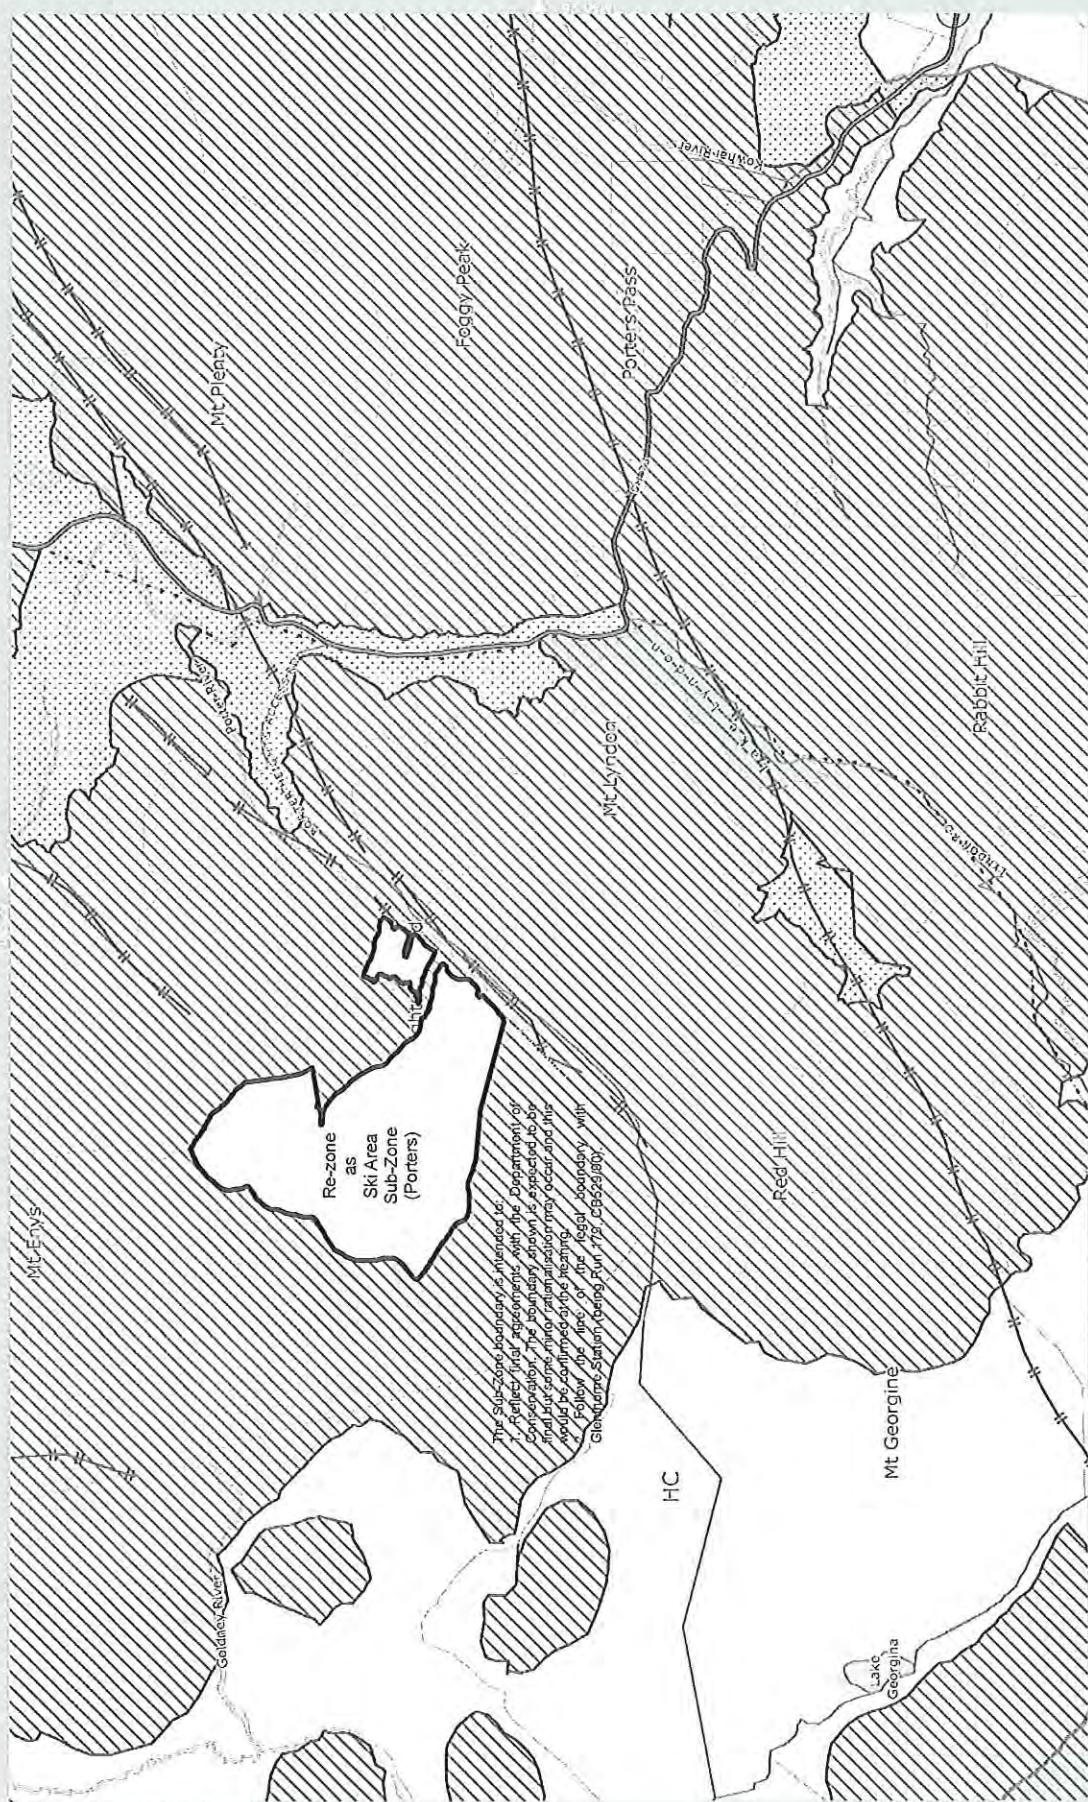 Mt Enys
Goldney River
Re-zone
as
Ski Area
Sub-Zone
(Porters)
The Sub-Zone boundary is intended to:
1. Reflect final agreements with the Department of
Conservation. The boundary shown is expected to be
final but some minor rationalisation may occur and this
would be confirmed at the hearing.
Follow the line of the legal boundary with
Glenthorne Station (being Run 179,
HC
Mt Georgine
Lake
Georgina
Red Hill
Mt Lyndon
Lake Lyndon
Rabbit Hill
Porter River
Mt Plenty
Foggy Peak
Porters Pass
Kowhai River